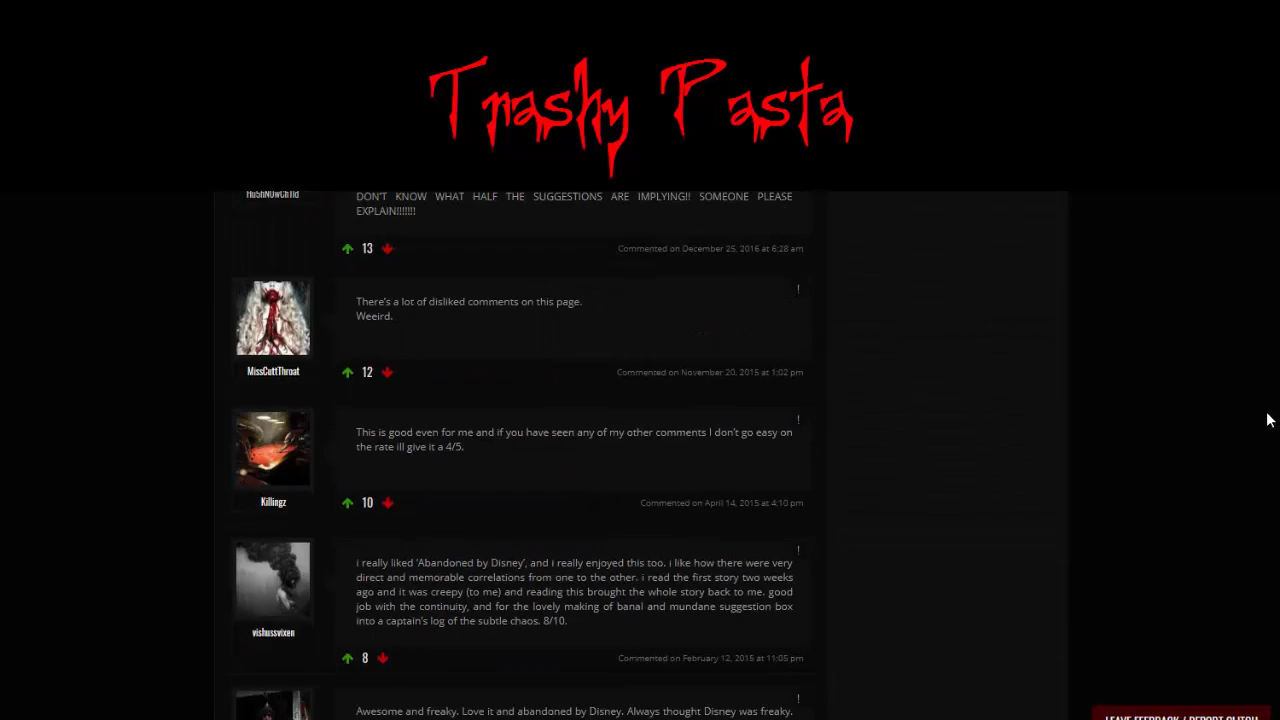 Trashy Pasta
HuShN0wCh1ld
DON'T KNOW WHAT HALF THE SUGGESTIONS ARE IMPLYING!! SOMEONE PLEASE
EXPLAIN!!!!!!!
13
Commented on December 25, 2016 at 6:28 am
!
There's a lot of disliked comments on this page.
Weeird.
MissCuttThroat
12
Commented on November 20, 2015 at 1:02 pm
!
This is good even for me and if you have seen any of my other comments I don't go easy on
the rate ill give it a 4/5.
Killingz
10
Commented on April 14, 2015 at 4:10 pm
!
i really liked 'Abandoned by Disney', and i really enjoyed this too. i like how there were very
direct and memorable correlations from one to the other. i read the first story two weeks
ago and it was creepy (to me) and reading this brought the whole story back to me. good
job with the continuity, and for the lovely making of banal and mundane suggestion box
into a captain's log of the subtle chaos. 8/10.
vishussvixen
8
Commented on February 12, 2015 at 11:05 pm
!
Awesome and freaky. Love it and abandoned by Disney. Always thought Disney was freaky.
LEAVE FEEDBACK / REPORT GLITCH